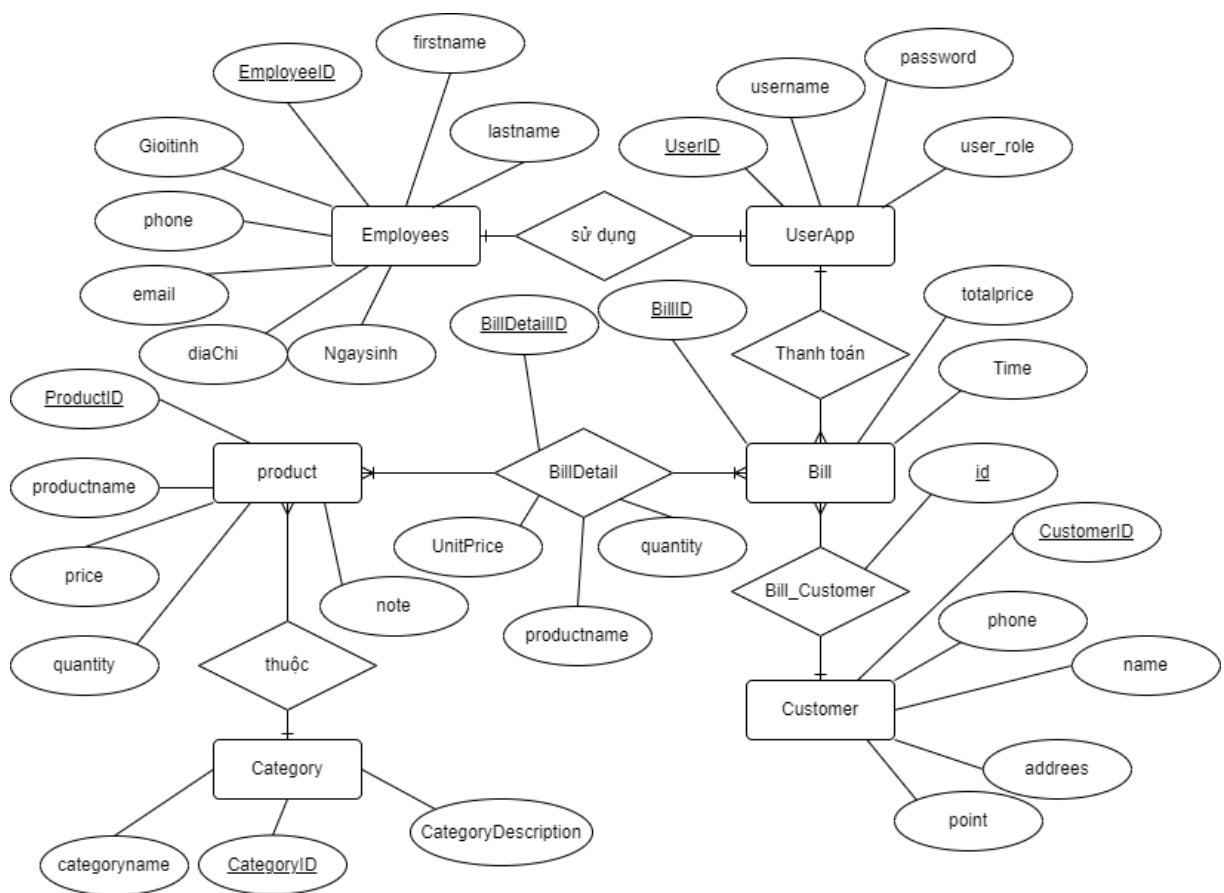 firstname
EmployeeID
password
username
lastname
Gioitinh
UserID
user_role
phone
Employees
sử dụng
UserApp
email
BillDetailID
BillID
totalprice
diaChi
Ngaysinh
Thanh toán
Time
ProductID
product
BillDetail
Bill
id
productname
CustomerID
UnitPrice
quantity
price
Bill_Customer
note
phone
productname
quantity
thuộc
name
Customer
Category
addrees
point
CategoryDescription
categoryname
CategoryID